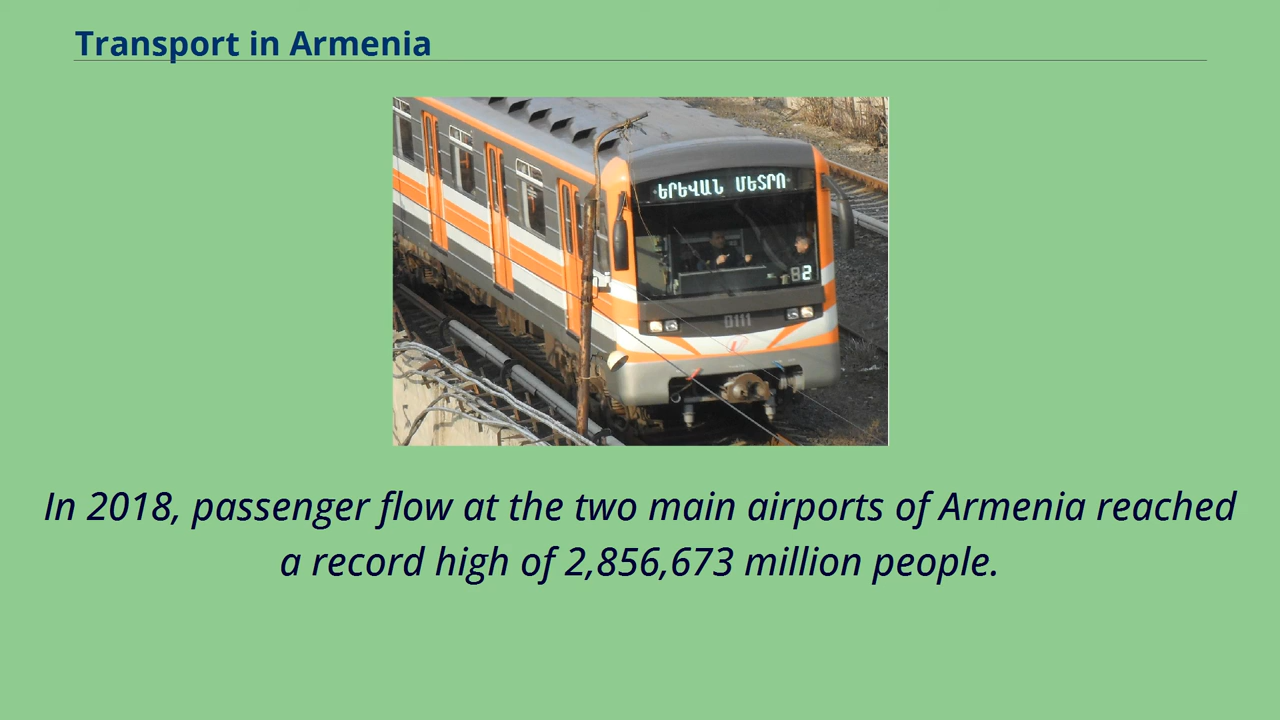 Transport in Armenia
ԵՐԵՎԱՆ ՄԵՏՐՈ
82
0111
In 2018, passenger flow at the two main airports of Armenia reached
a record high of 2,856,673 million people.